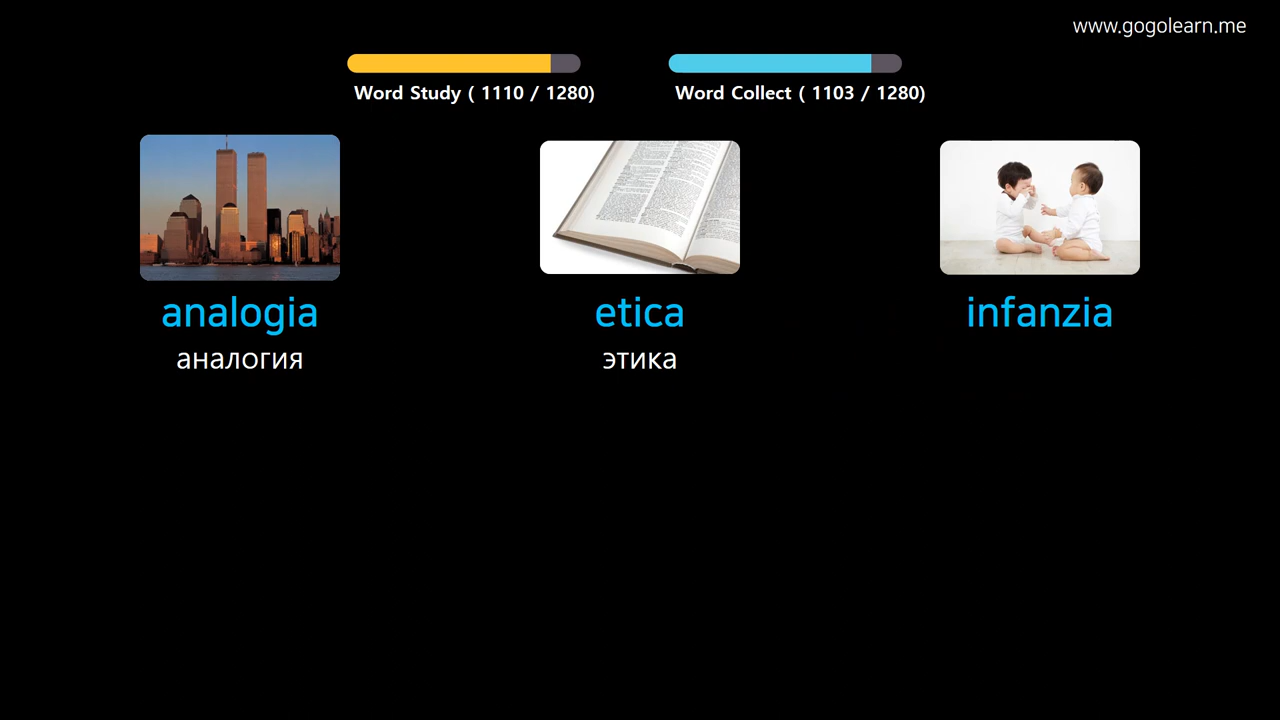 www.gogolearn.me
Word Study ( 1110 / 1280)
Word Collect ( 1103 / 1280)
analogia
etica
infanzia
аналогия
этика